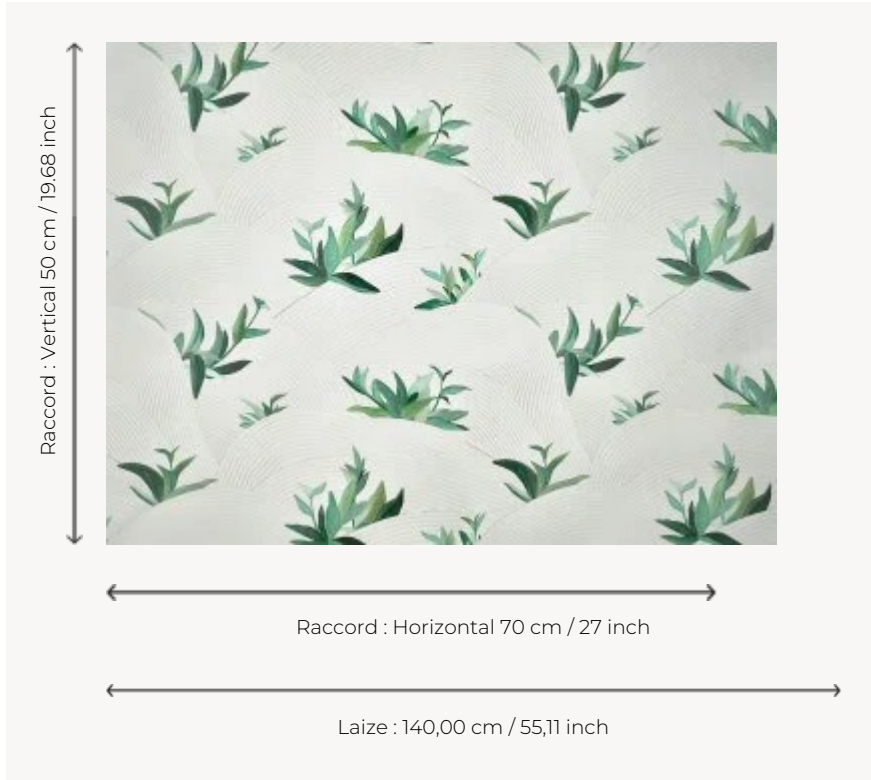 Raccord : Vertical 50 cm / 19.68 inch
Raccord : Horizontal 70 cm / 27 inch
Laize : 140,00 cm / 55,11 inch